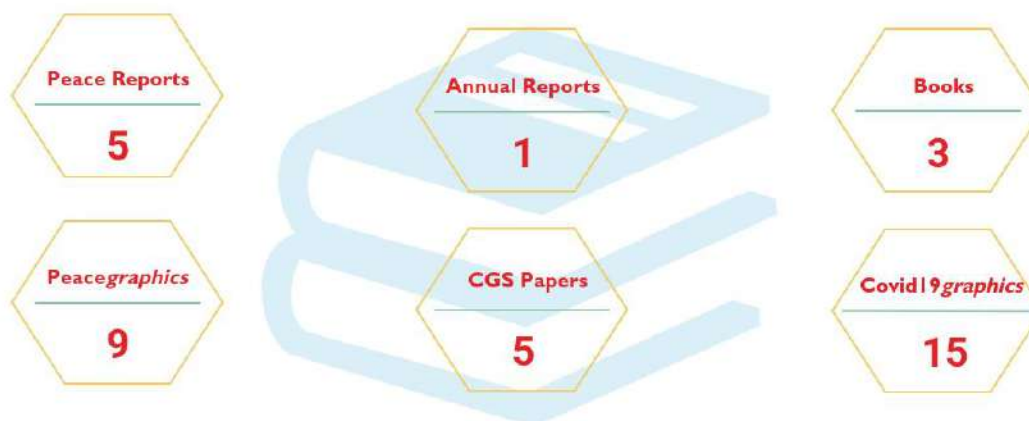 Peace Reports
5
Annual Reports
1
Books
3
Peacegraphics
9
CGS Papers
5
Covid19graphics
15